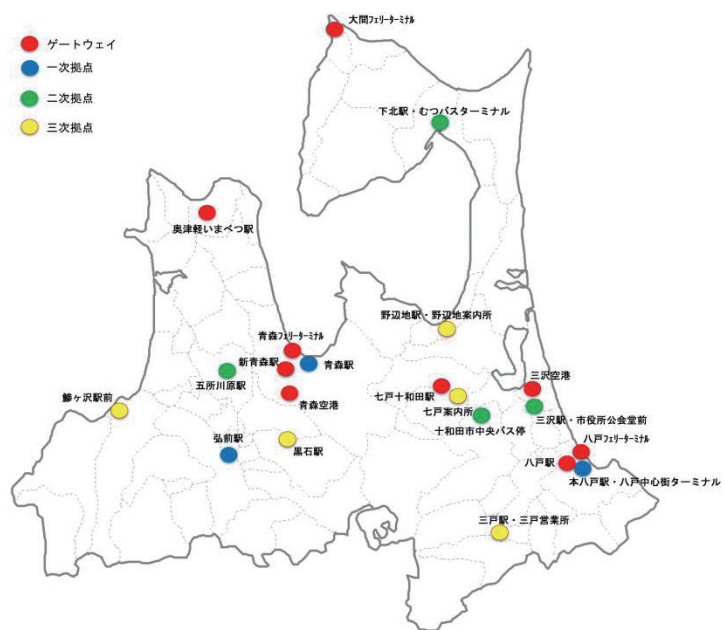 ゲートウェイ
一次拠点
二次拠点
三次拠点
大間フェリーターミナル
下北駅・むつバスターミナル
奥津軽いまべつ駅
野辺地駅・野辺地案内所
青森フェリーターミナル
新青森駅
青森駅
五所川原駅
青森空港
七戸十和田駅
三沢空港
七戸案内所
鰺ヶ沢駅前
十和田市中央バス停
三沢駅・市役所公会堂前
弘前駅
黒石駅
八戸フェリーターミナル
八戸駅
本八戸駅・八戸中心街ターミナル
三戸駅・三戸営業所